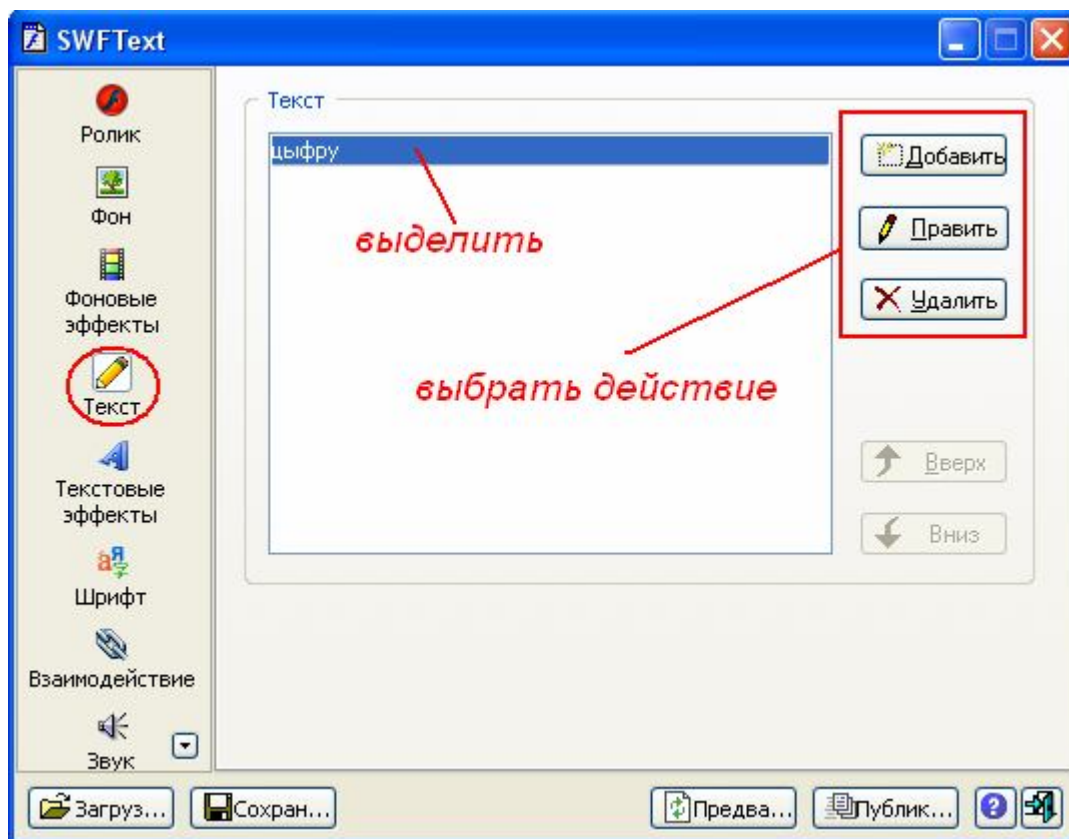 SWFText
Ролик
Фон
Фоновые
эффекты
Текст
Текстовые
эффекты
Шрифт
Взаимодействие
Звук
Текст
цыфру
выделить
выбрать действие
Добавить
Править
Удалить
Вверх
Вниз
Загруз...
Сохран...
Предва...
Публик...